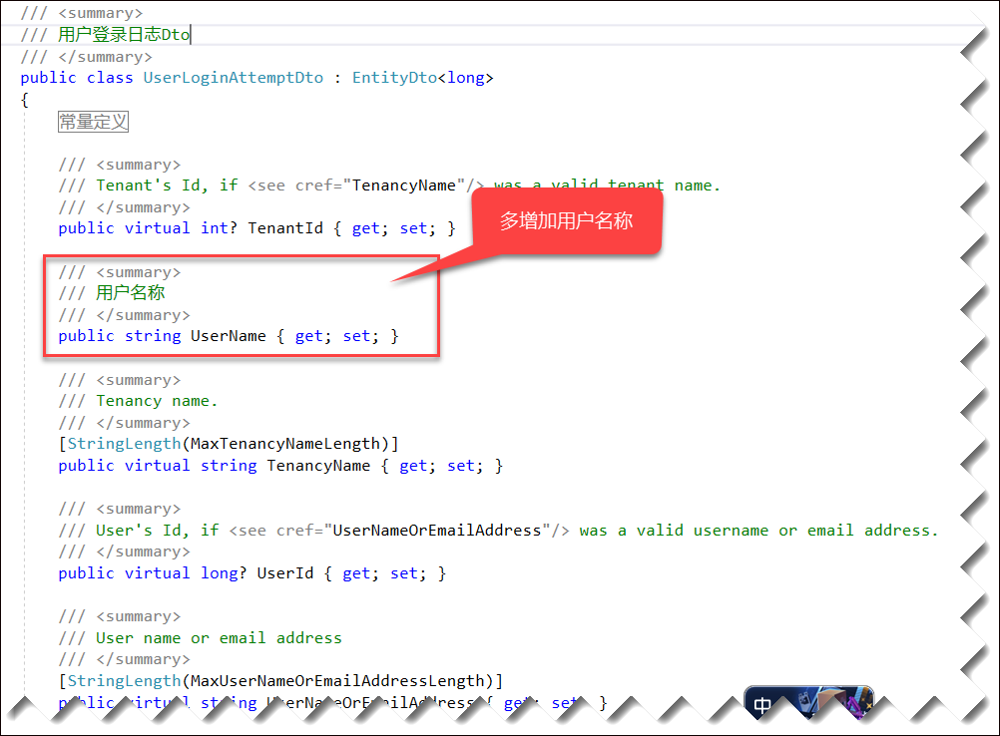 /// <summary>
/// 用户登录日志Dto
/// </summary>
public class UserLoginAttemptDto : EntityDto<long>
{
常量定义
/// <summary>
/// Tenant's Id, if <see cref="TenancyName"/> was a valid tenant name.
/// </summary>
public virtual int? TenantId { get; set; }
多增加用户名称
/// <summary>
/// 用户名称
/// </summary>
public string UserName { get; set; }
/// <summary>
/// Tenancy name.
/// </summary>
[StringLength(MaxTenancyNameLength)]
public virtual string TenancyName { get; set; }
/// <summary>
/// User's Id, if <see cref="UserNameOrEmailAddress"/> was a valid username or email address.
/// </summary>
public virtual long? UserId { get; set; }
/// <summary>
/// User name or email address
/// </summary>
[StringLength(MaxUserNameOrEmailAddressLength)]
public virtual string UserNameOrEmailAddress { get; set; }
中